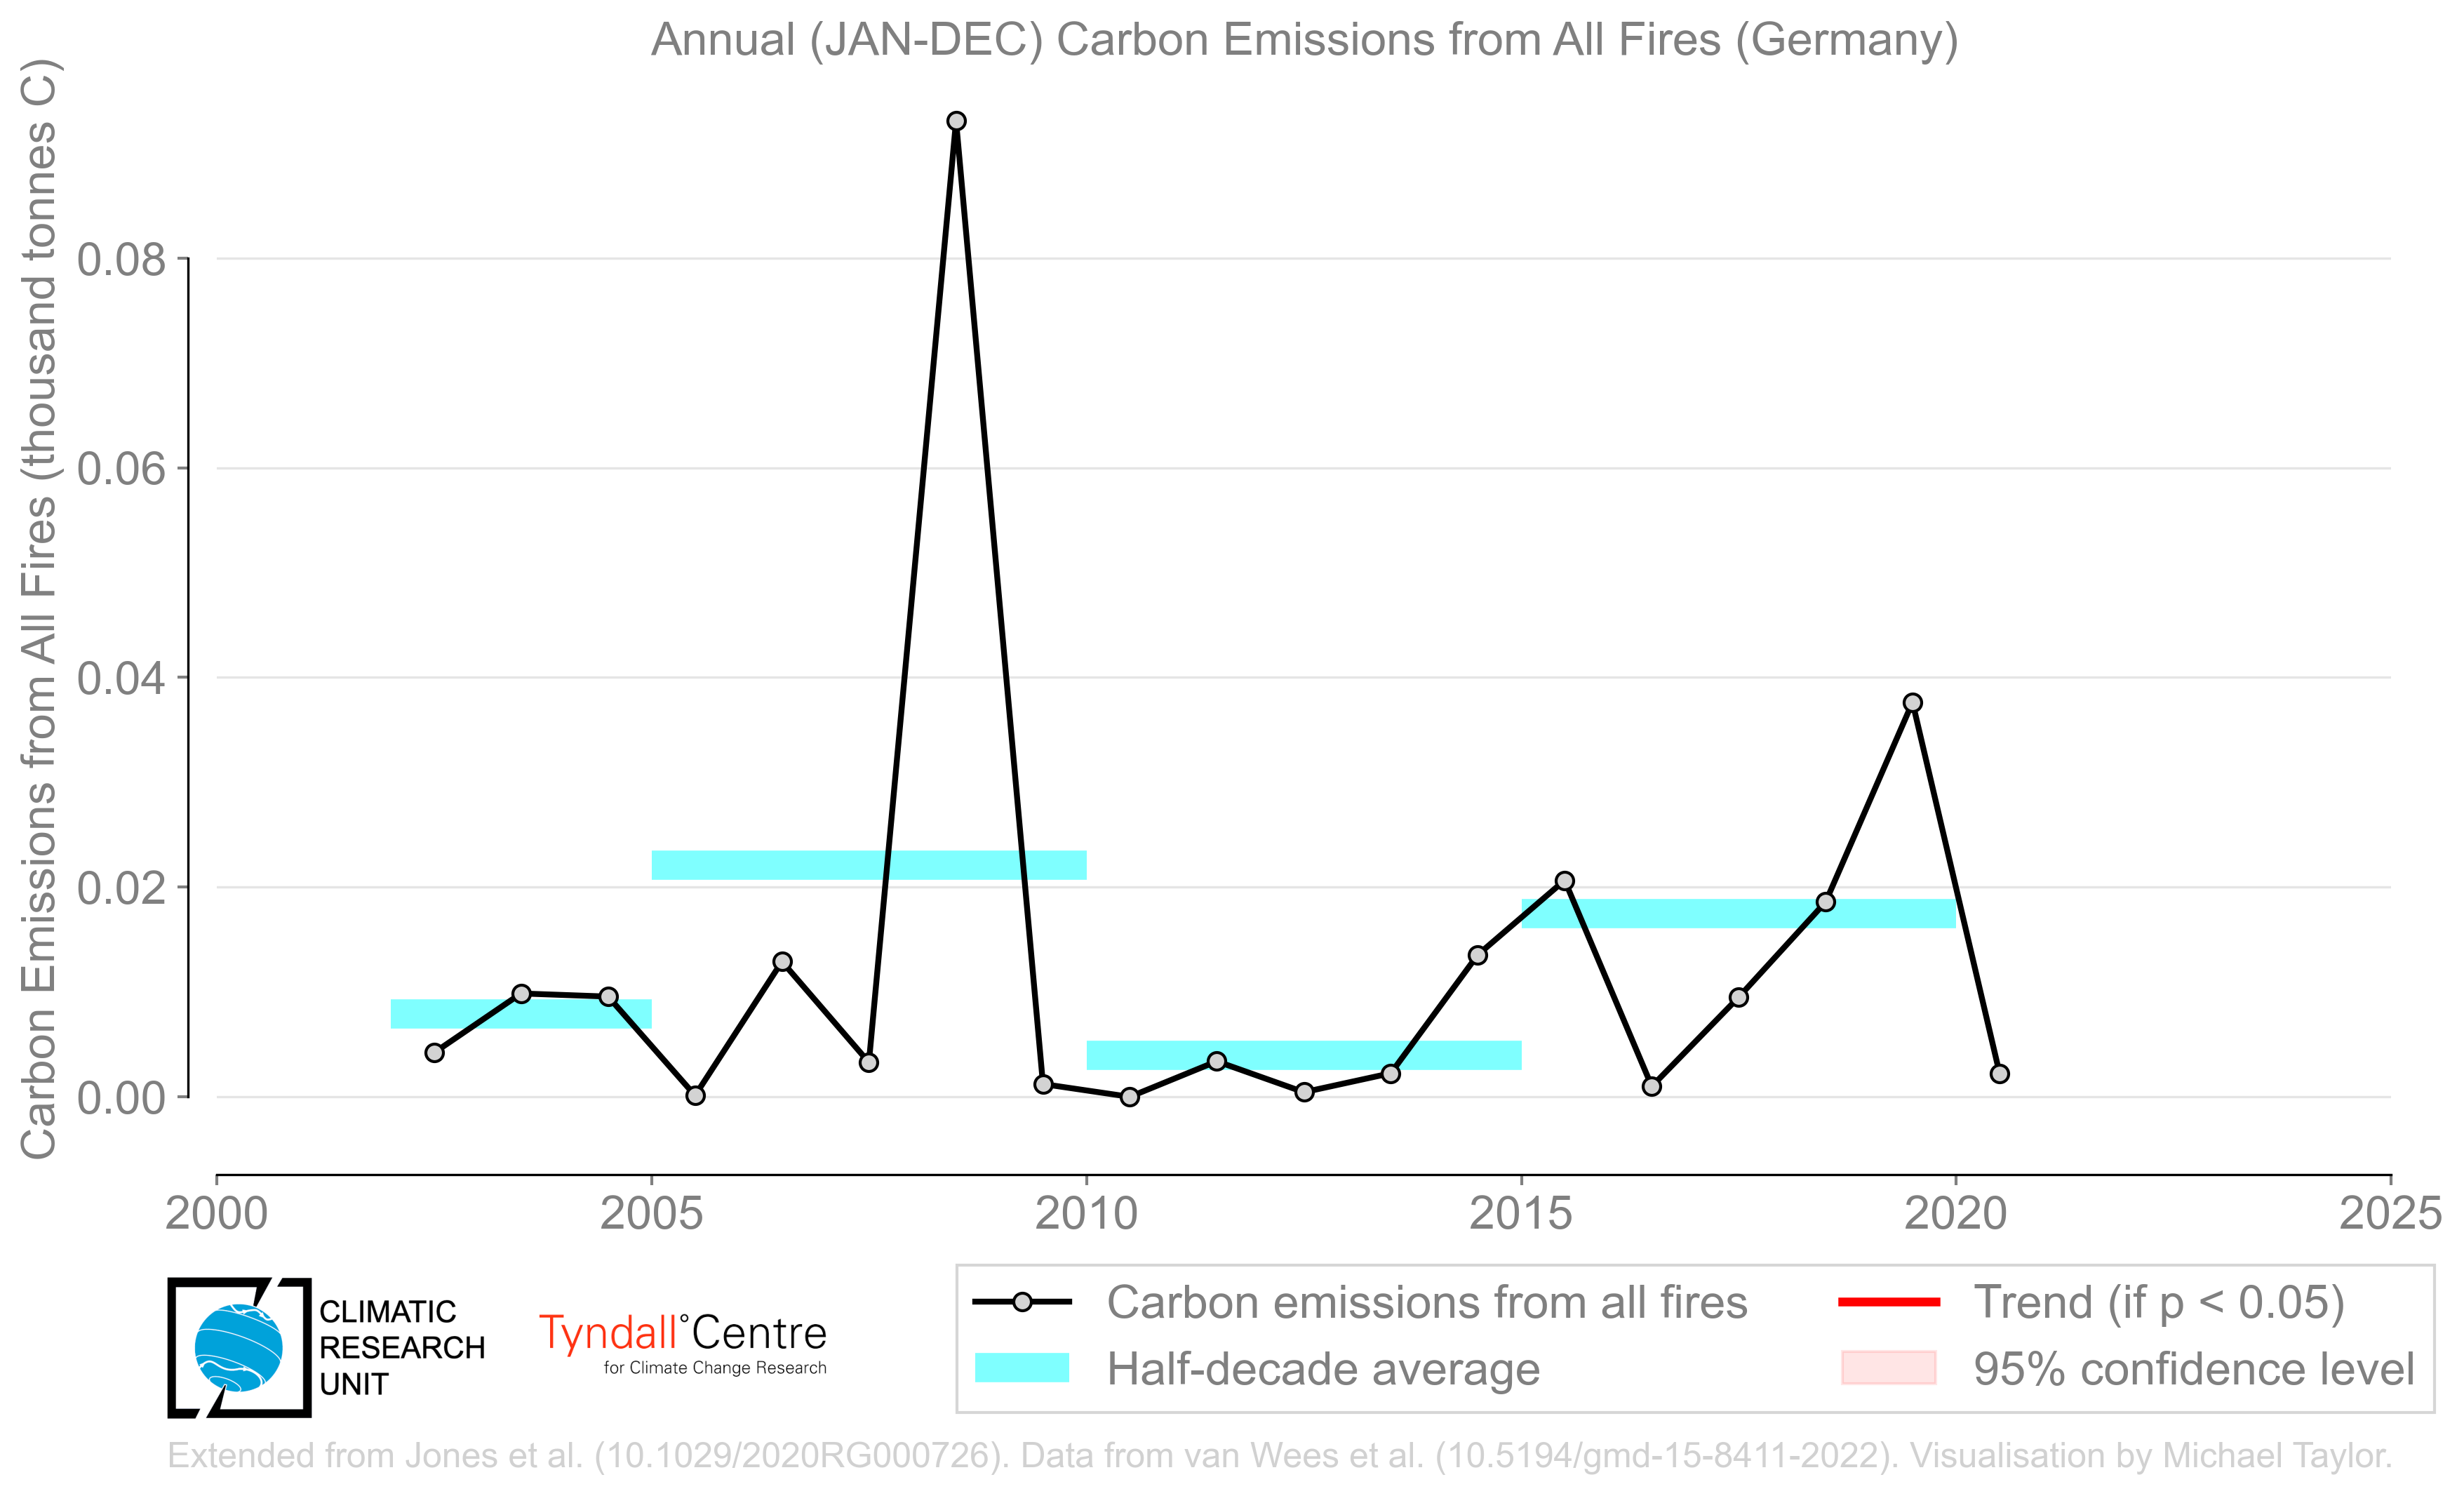 Annual (JAN-DEC) Carbon Emissions from All Fires (Germany)
Carbon Emissions from All Fires (thousand tonnes C)
0.08
0.06
0.04
0.02
0.00
2000 2005 2010 2015 2020 2025
CLIMATIC
RESEARCH
UNIT
Tyndall°Centre
for Climate Change Research
Carbon emissions from all fires
Half-decade average
Trend (if p < 0.05)
95% confidence level
Extended from Jones et al. (10.1029/2020RG000726). Data from van Wees et al. (10.5194/gmd-15-8411-2022). Visualisation by Michael Taylor.